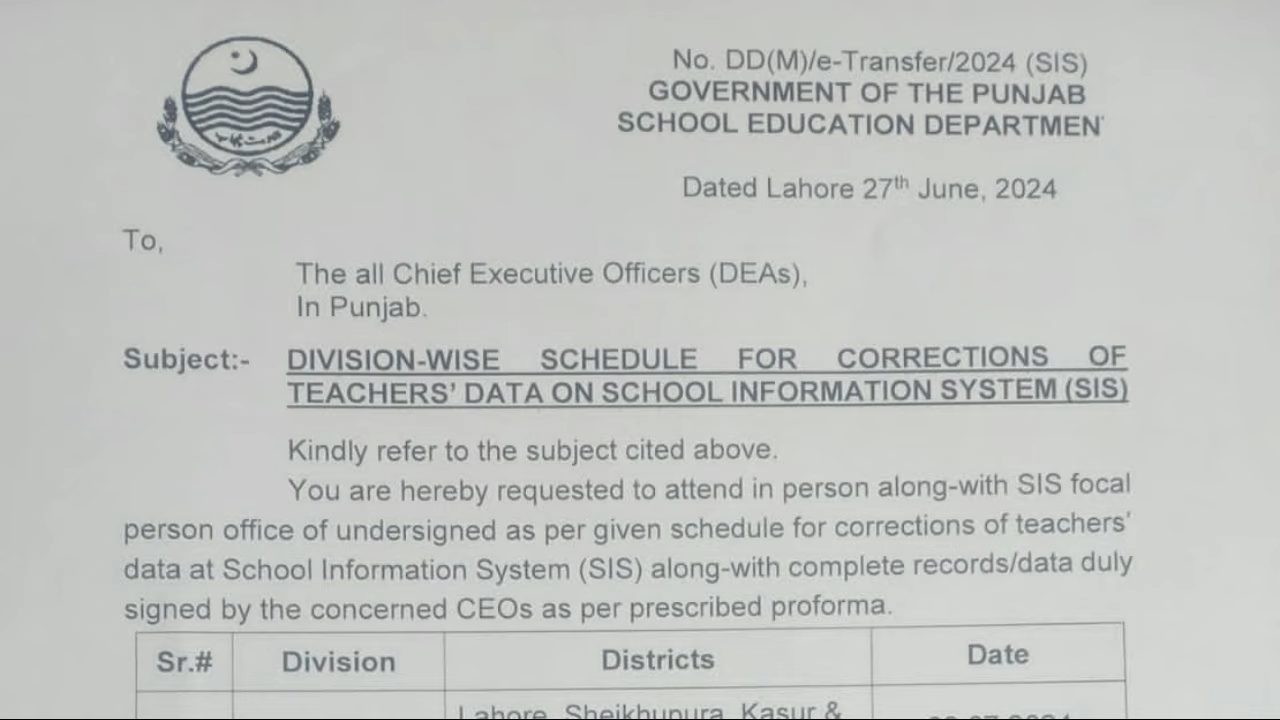 No. DD(M)/e-Transfer/2024 (SIS)
GOVERNMENT OF THE PUNJAB
SCHOOL EDUCATION DEPARTMEN
Dated Lahore 27th June, 2024
To,
The all Chief Executive Officers (DEAs),
In Punjab.
Subject:- DIVISION-WISE SCHEDULE FOR CORRECTIONS OF
TEACHERS' DATA ON SCHOOL INFORMATION SYSTEM (SIS)
Kindly refer to the subject cited above.
You are hereby requested to attend in person along-with SIS focal
person office of undersigned as per given schedule for corrections of teachers'
data at School Information System (SIS) along-with complete records/data duly
signed by the concerned CEOs as per prescribed proforma.
Sr.# Division Districts Date
Lahore, Sheikhupura, Kasur &